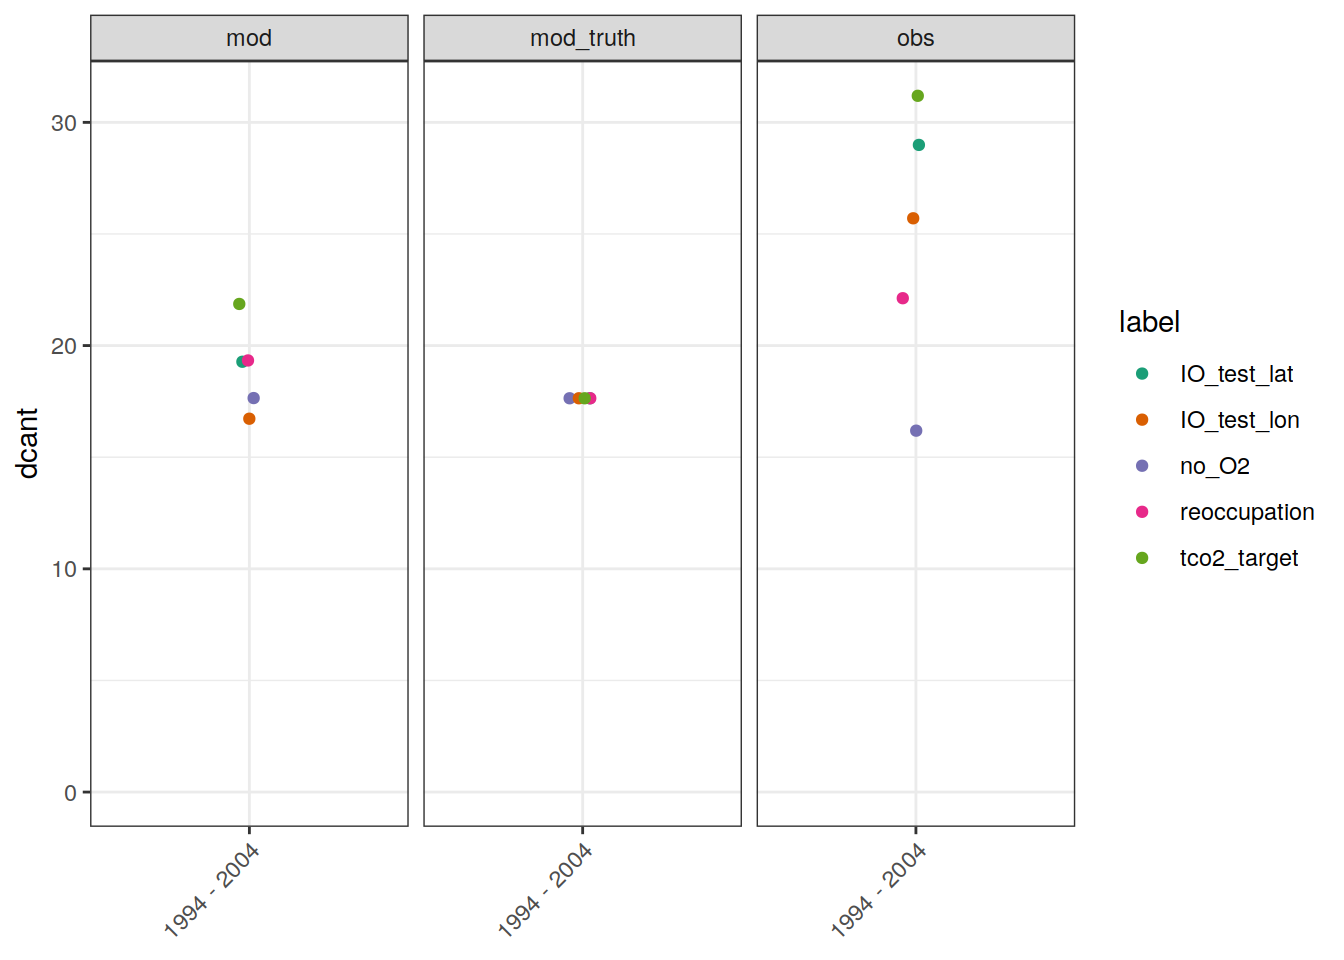 mod
mod_truth
obs
dcant
30
20
10
0
1994 - 2004
1994 - 2004
1994 - 2004
label
IO_test_lat
IO_test_lon
no_O2
reoccupation
tco2_target